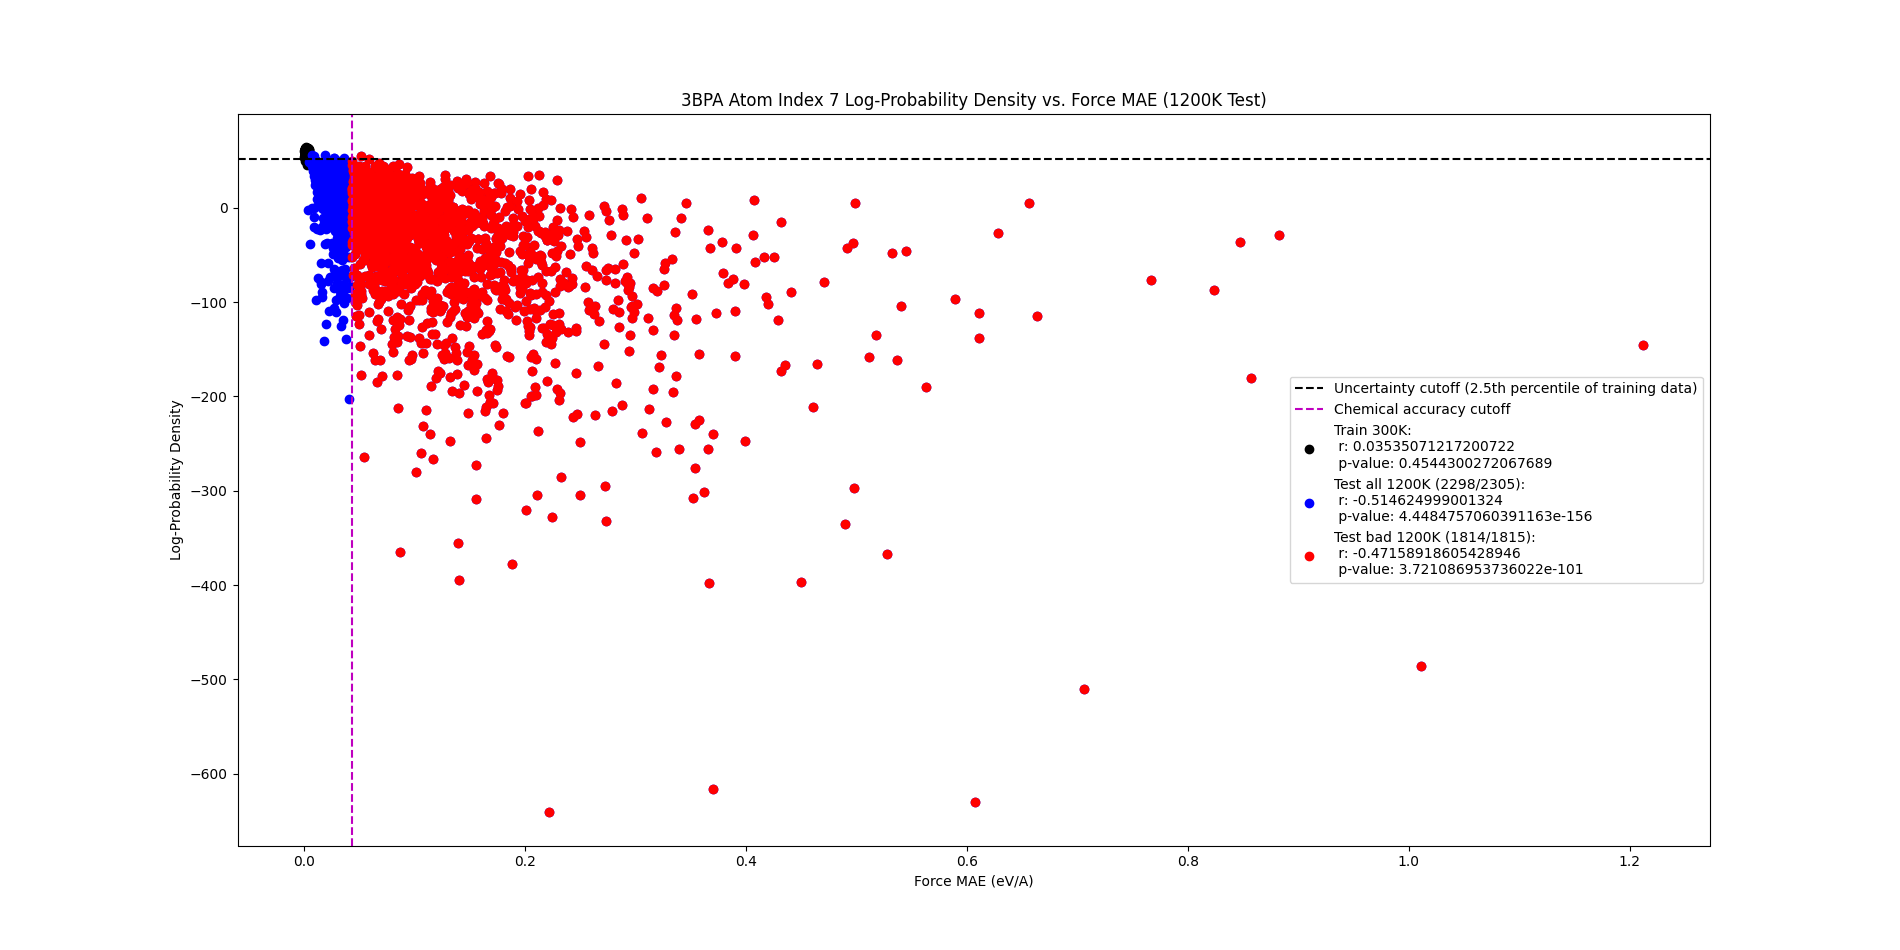 3BPA Atom Index 7 Log-Probability Density vs. Force MAE (1200K Test)
Log-Probability Density
0
−100
−200
−300
−400
−500
−600
Uncertainty cutoff (2.5th percentile of training data)
Chemical accuracy cutoff
Train 300K:
r: 0.03535071217200722
p-value: 0.4544300272067689
Test all 1200K (2298/2305):
r: -0.514624999001324
p-value: 4.4484757060391163e-156
Test bad 1200K (1814/1815):
r: -0.47158918605428946
p-value: 3.721086953736022e-101
0.0 0.2 0.4 0.6 0.8 1.0 1.2
Force MAE (eV/A)